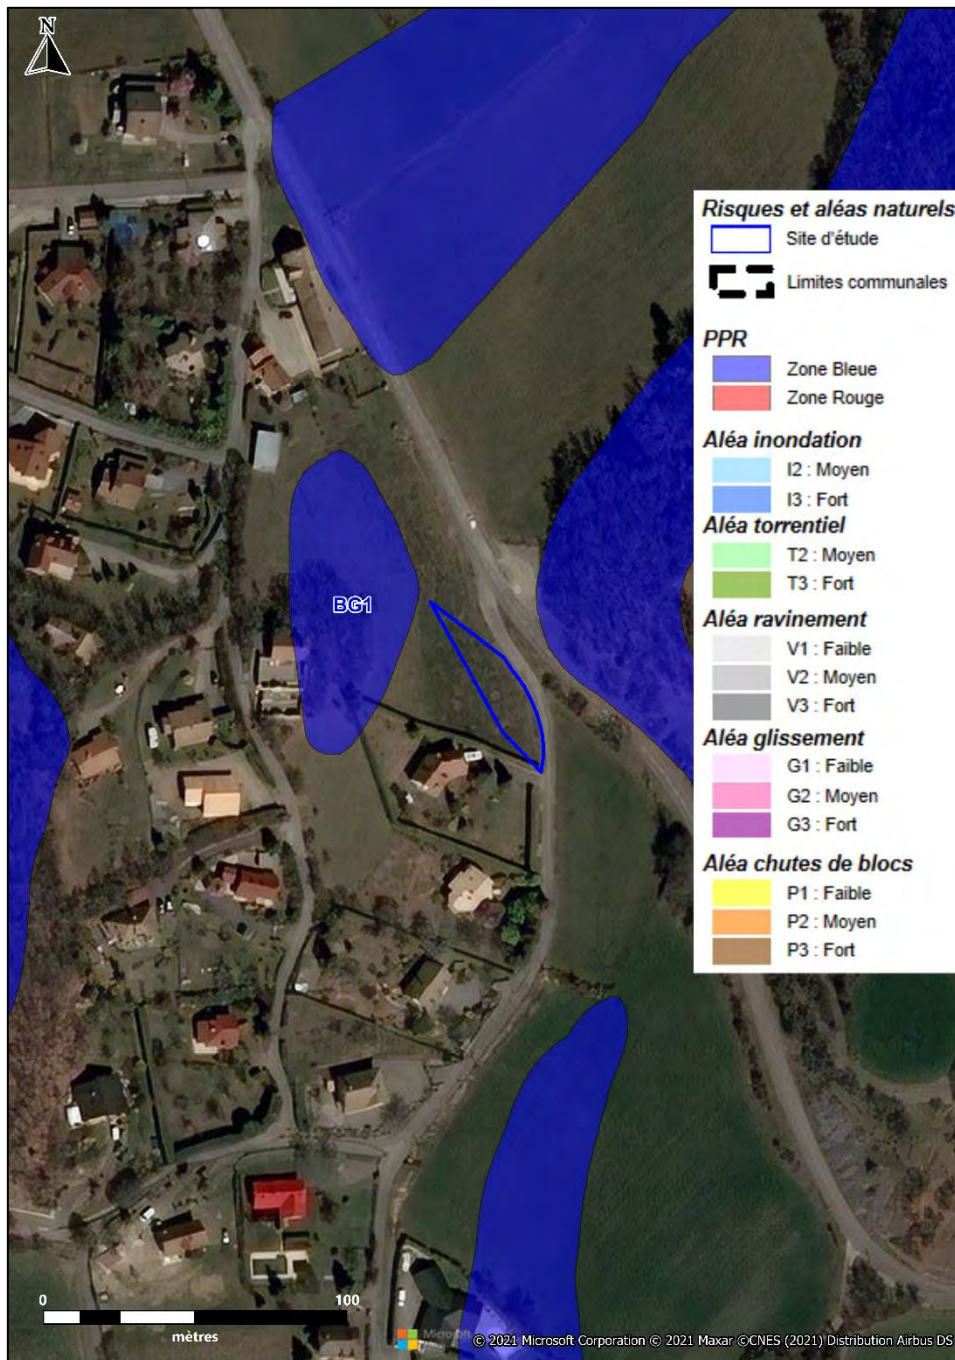 N
Risques et aléas naturels
Site d'étude
Limites communales
PPR
Zone Bleue
Zone Rouge
Aléa inondation
I2 : Moyen
I3 : Fort
Aléa torrentiel
T2 : Moyen
T3 : Fort
Aléa ravinement
V1 : Faible
V2 : Moyen
V3 : Fort
Aléa glissement
G1 : Faible
G2 : Moyen
G3 : Fort
Aléa chutes de blocs
P1 : Faible
P2 : Moyen
P3 : Fort
BG1
0 100
mètres
Microsoft
© 2021 Microsoft Corporation © 2021 Maxar ©CNES (2021) Distribution Airbus DS